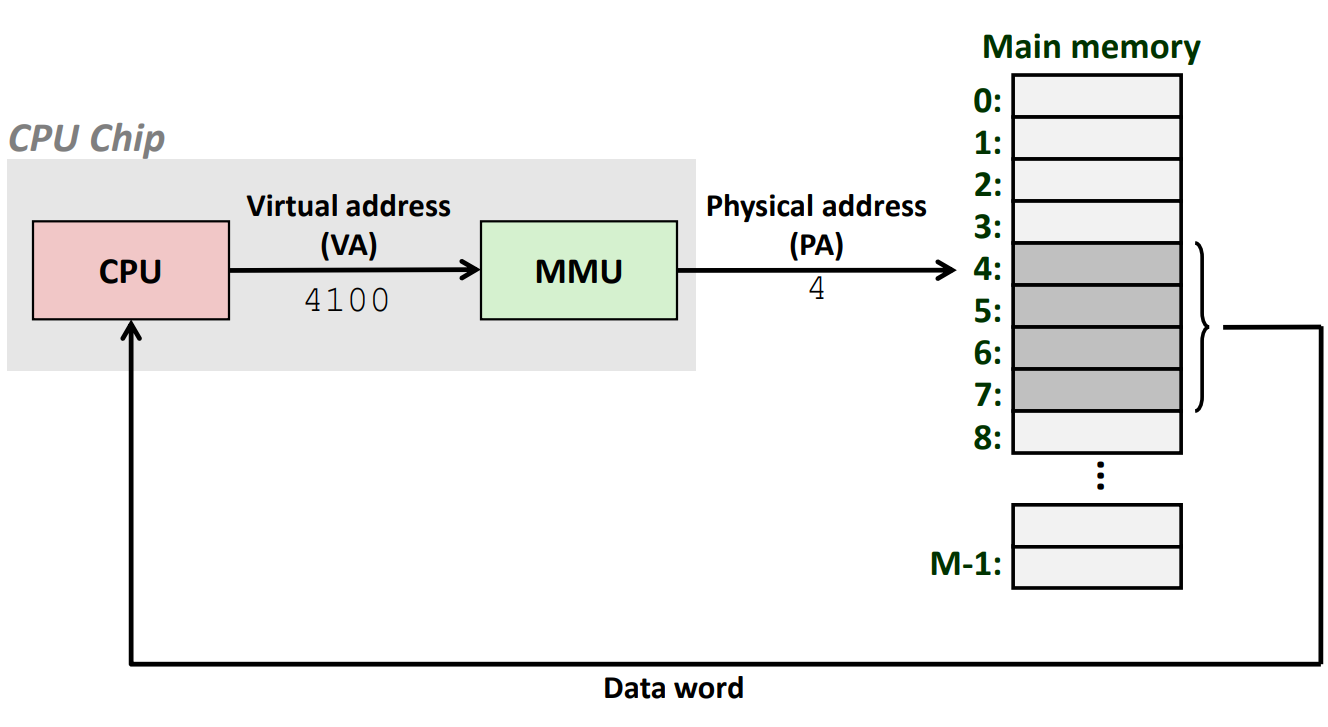 Main memory
0:
1:
2:
3:
4:
5:
6:
7:
8:
...
M-1:
CPU Chip
CPU
Virtual address
(VA)
4100
MMU
Physical address
(PA)
4
Data word